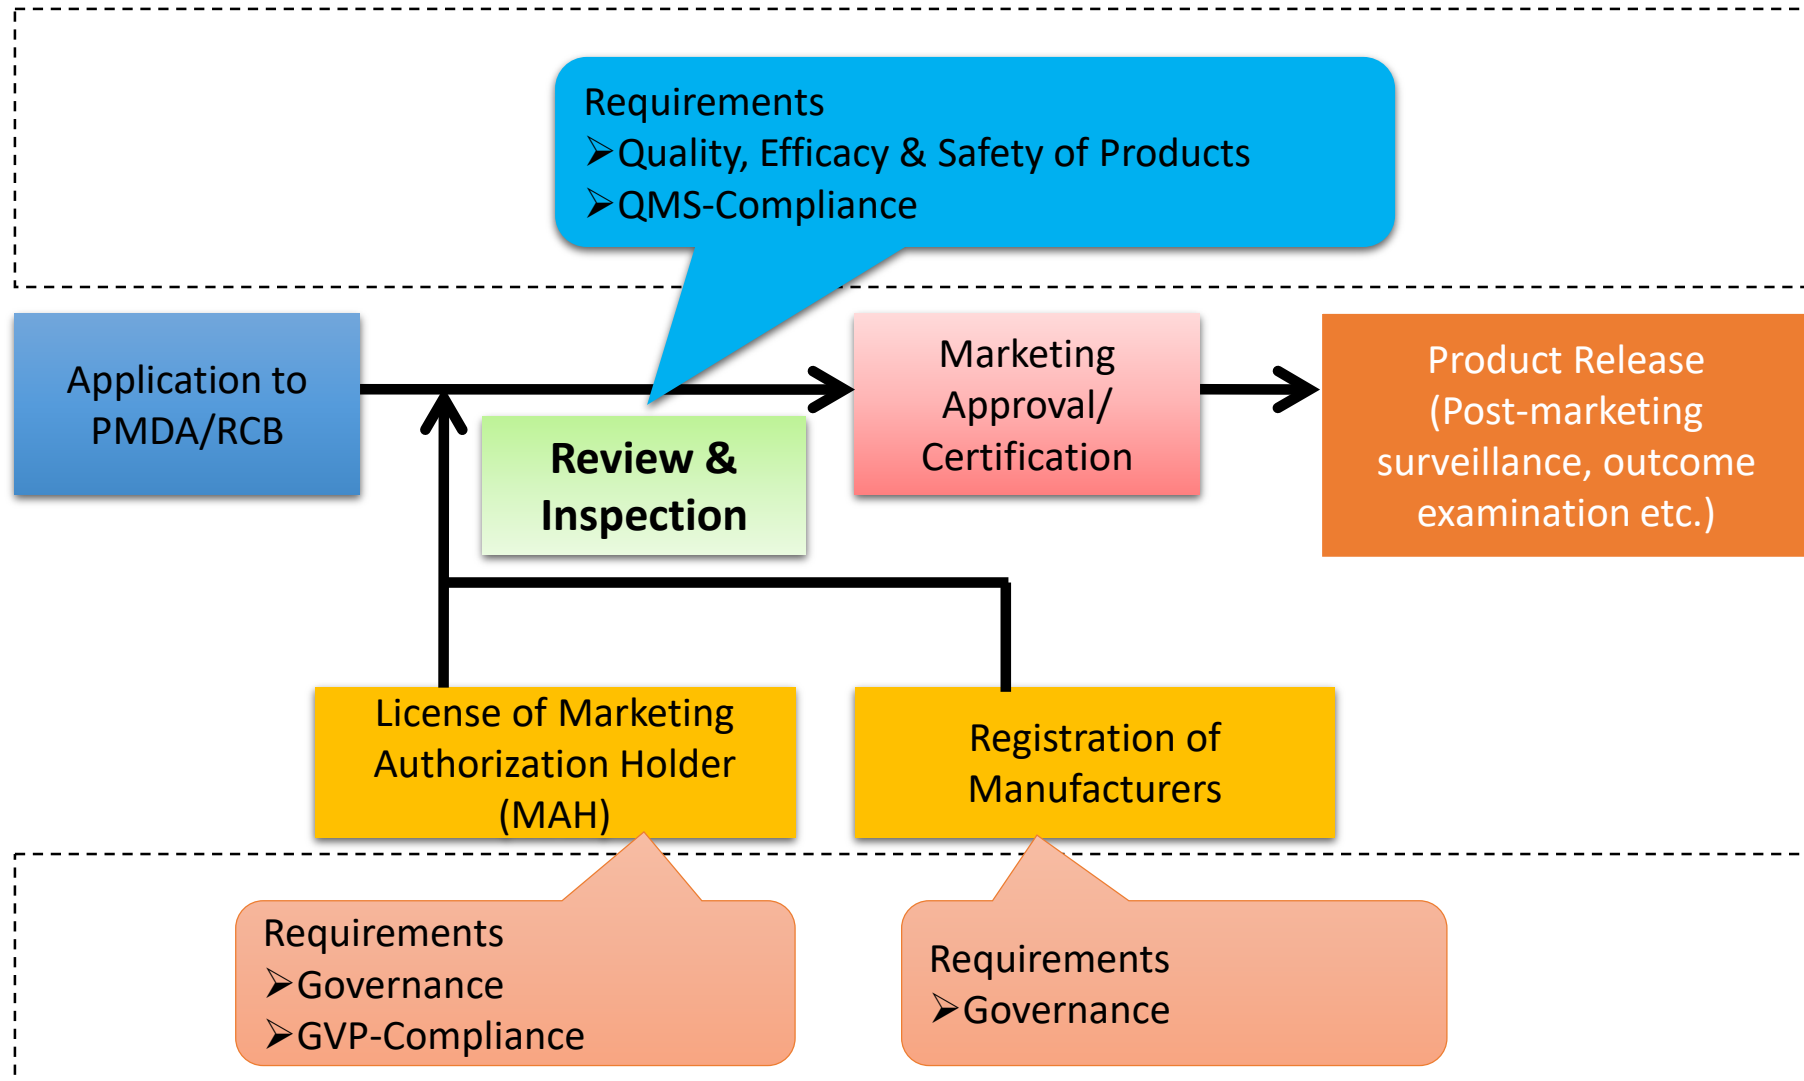 Requirements
➢Quality, Efficacy & Safety of Products
➢QMS-Compliance
Application to
PMDA/RCB
Review &
Inspection
Marketing
Approval/
Certification
Product Release
(Post-marketing
surveillance, outcome
examination etc.)
License of Marketing
Authorization Holder
(MAH)
Registration of
Manufacturers
Requirements
➢Governance
➢GVP-Compliance
Requirements
➢Governance